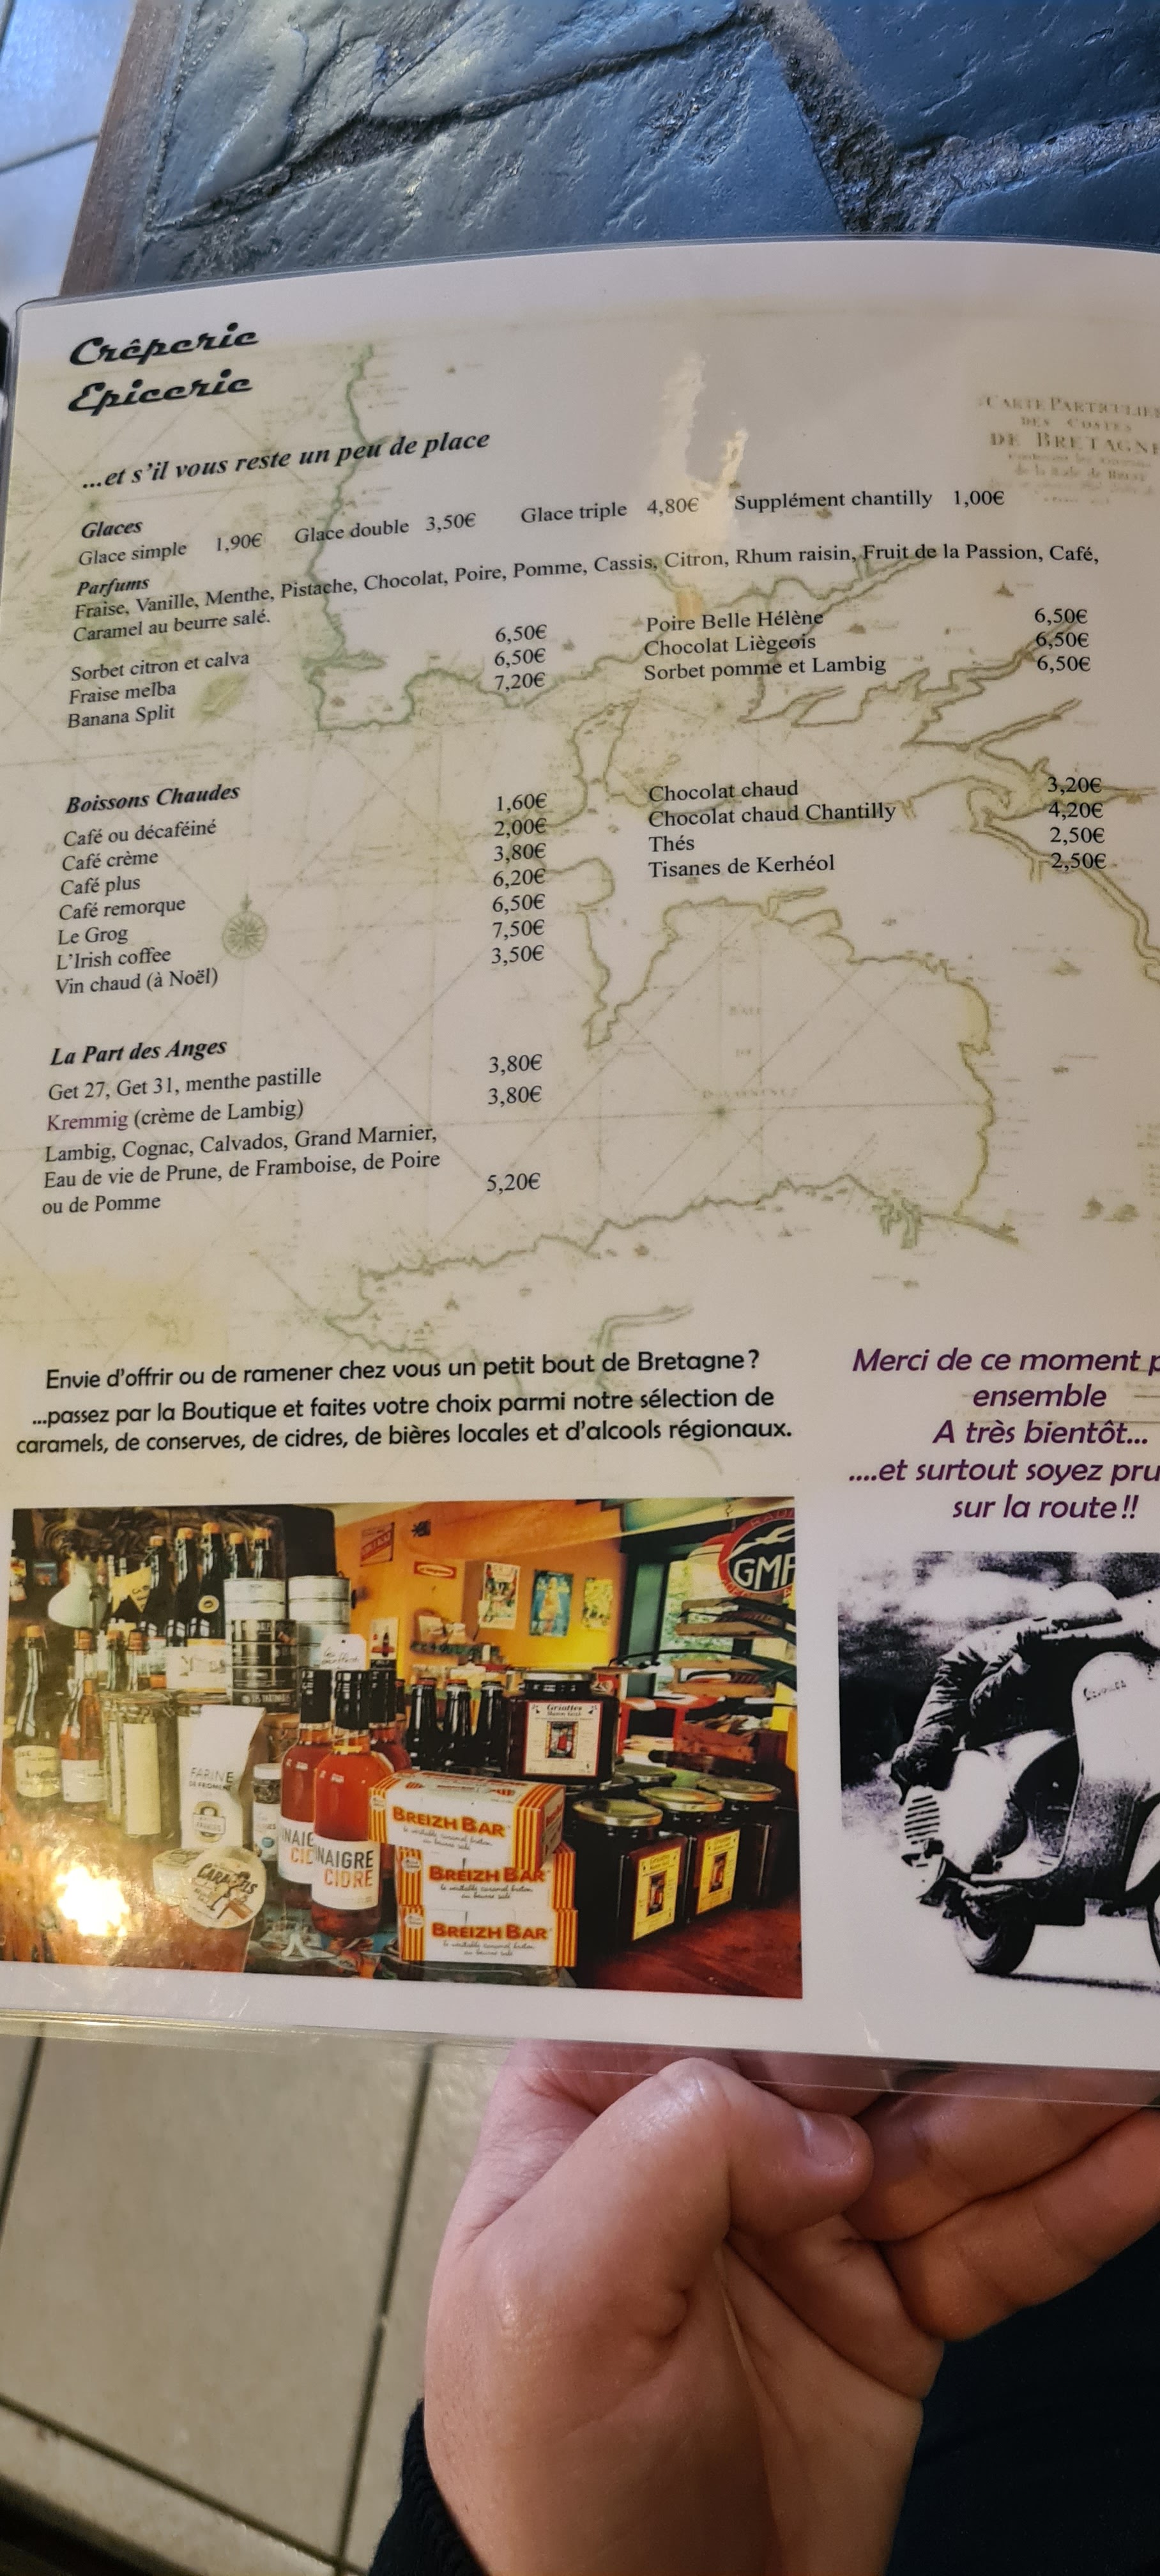 Crêperie
Epicerie
...et s'il vous reste un peu de place
Glaces
Glace simple 1,90€ Glace double 3,50€ Glace triple 4,80€ Supplément chantilly 1,00€
Parfums
Fraise, Vanille, Menthe, Pistache, Chocolat, Poire, Pomme, Cassis, Citron, Rhum raisin, Fruit de la Passion, Café,
Caramel au beurre salé.
Sorbet citron et calva 6,50€ Poire Belle Hélène 6,50€
Fraise melba 6,50€ Chocolat Liègeois 6,50€
Banana Split 7,20€ Sorbet pomme et Lambig 6,50€
Boissons Chaudes
Café ou décaféiné 1,60€ Chocolat chaud 3,20€
Café crème 2,00€ Chocolat chaud Chantilly 4,20€
Café plus 3,80€ Thés 2,50€
Café remorque 6,20€ Tisanes de Kerhéol 2,50€
Le Grog 6,50€
L'Irish coffee 7,50€
Vin chaud (à Noël) 3,50€
La Part des Anges
Get 27, Get 31, menthe pastille 3,80€
Kremmig (crème de Lambig) 3,80€
Lambig, Cognac, Calvados, Grand Marnier,
Eau de vie de Prune, de Framboise, de Poire
ou de Pomme 5,20€
CARTE PARTICULIE
DES COSTES
DE BRETAGNE
Envie d'offrir ou de ramener chez vous un petit bout de Bretagne ?
...passez par la Boutique et faites votre choix parmi notre sélection de
caramels, de conserves, de cidres, de bières locales et d'alcools régionaux.
Merci de ce moment p
ensemble
A très bientôt...
....et surtout soyez pru
sur la route !!
GMF
Griottes
FARINE
DE FROMENT
NAIGRE
CIDRE
BREIZH BAR
BREIZH BAR
BREIZH BAR